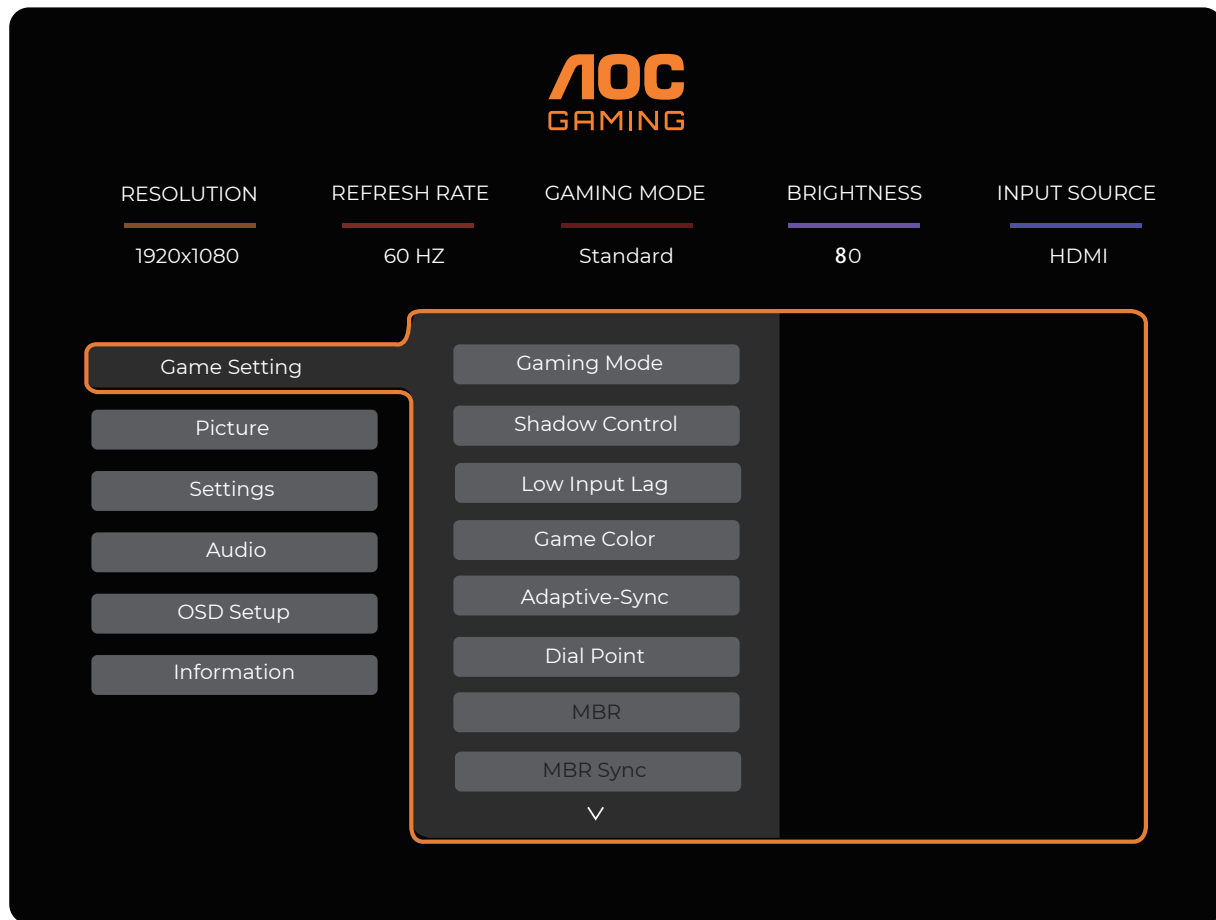 AOC
GAMING
RESOLUTION REFRESH RATE GAMING MODE BRIGHTNESS INPUT SOURCE
1920x1080 60 HZ Standard 80 HDMI
Game Setting
Picture
Settings
Audio
OSD Setup
Information
Gaming Mode
Shadow Control
Low Input Lag
Game Color
Adaptive-Sync
Dial Point
MBR
MBR Sync